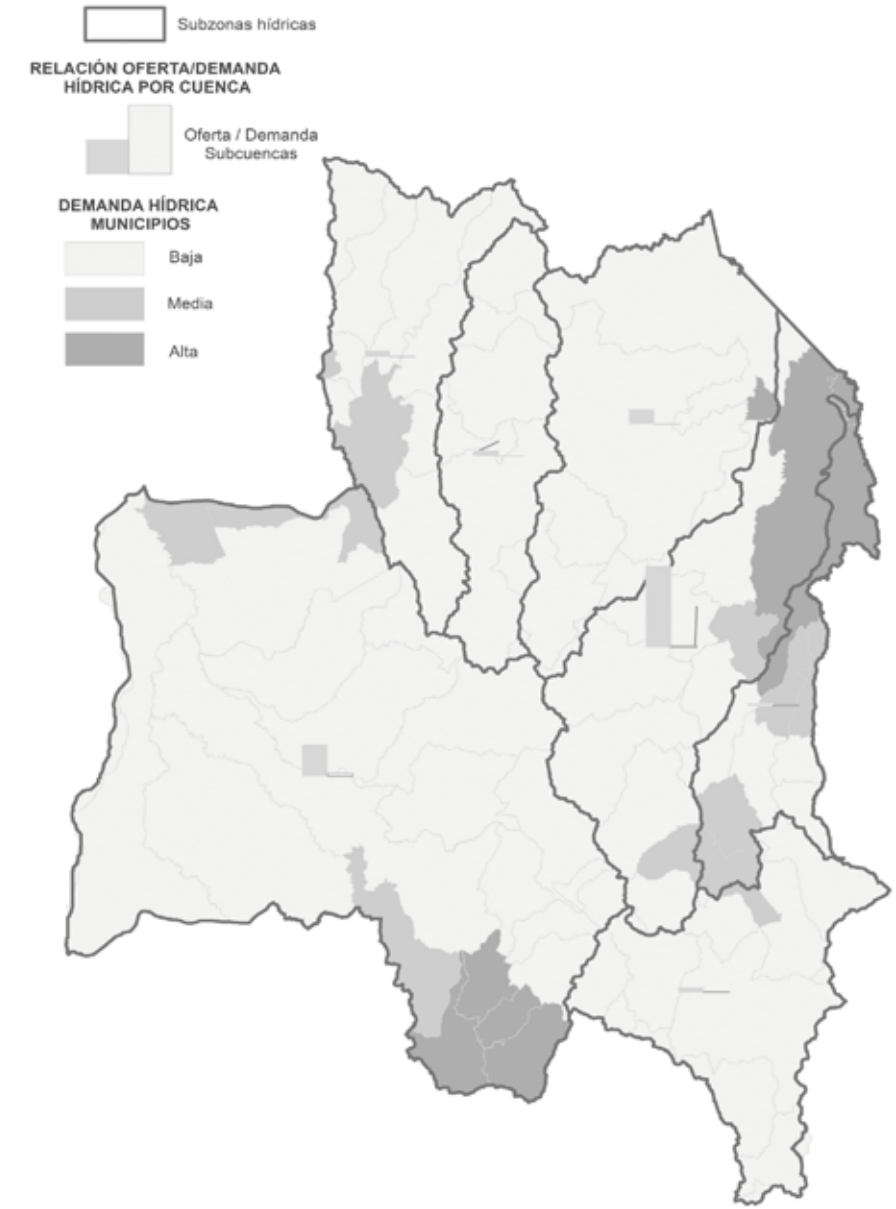 Subzonas hídricas
RELACIÓN OFERTA/DEMANDA
HÍDRICA POR CUENCA
Oferta / Demanda
Subcuencas
DEMANDA HÍDRICA
MUNICIPIOS
Baja
Media
Alta